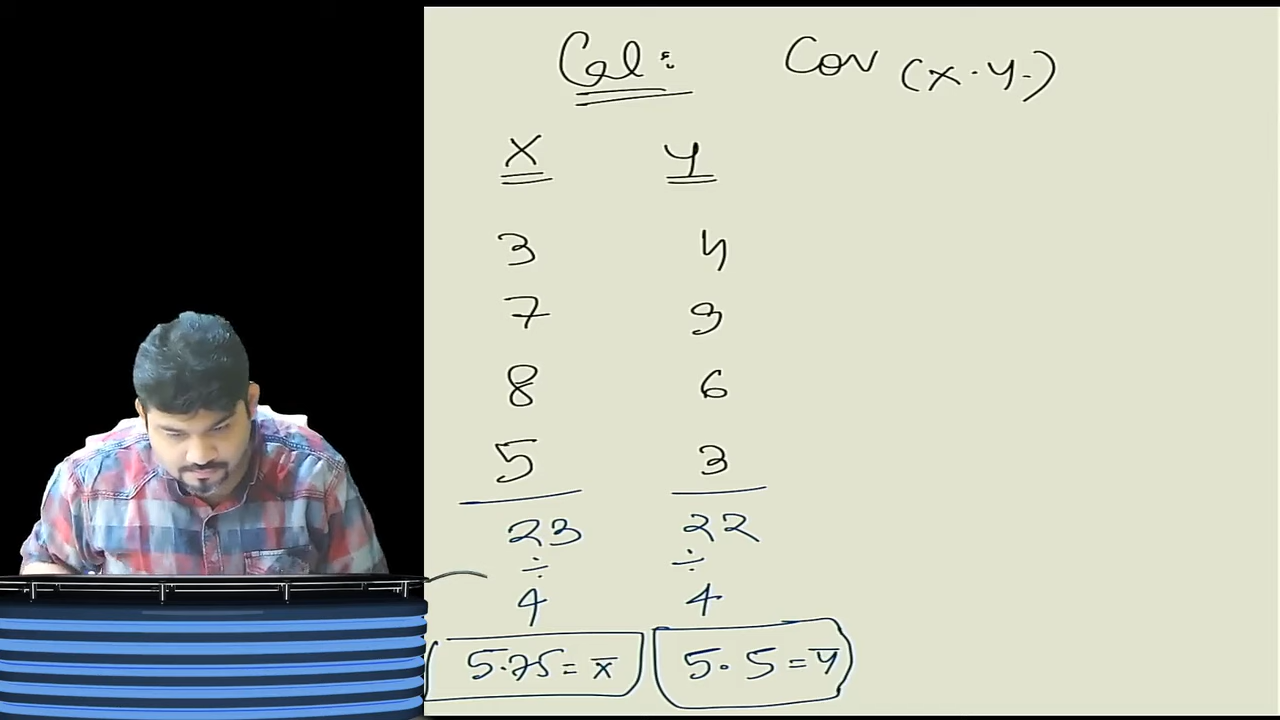 Cal: Cov (x.y.)
x y
3 4
7 9
8 6
5 3
23 22
÷ ÷
4 4
5.75 = x̅ 5.5 = y̅